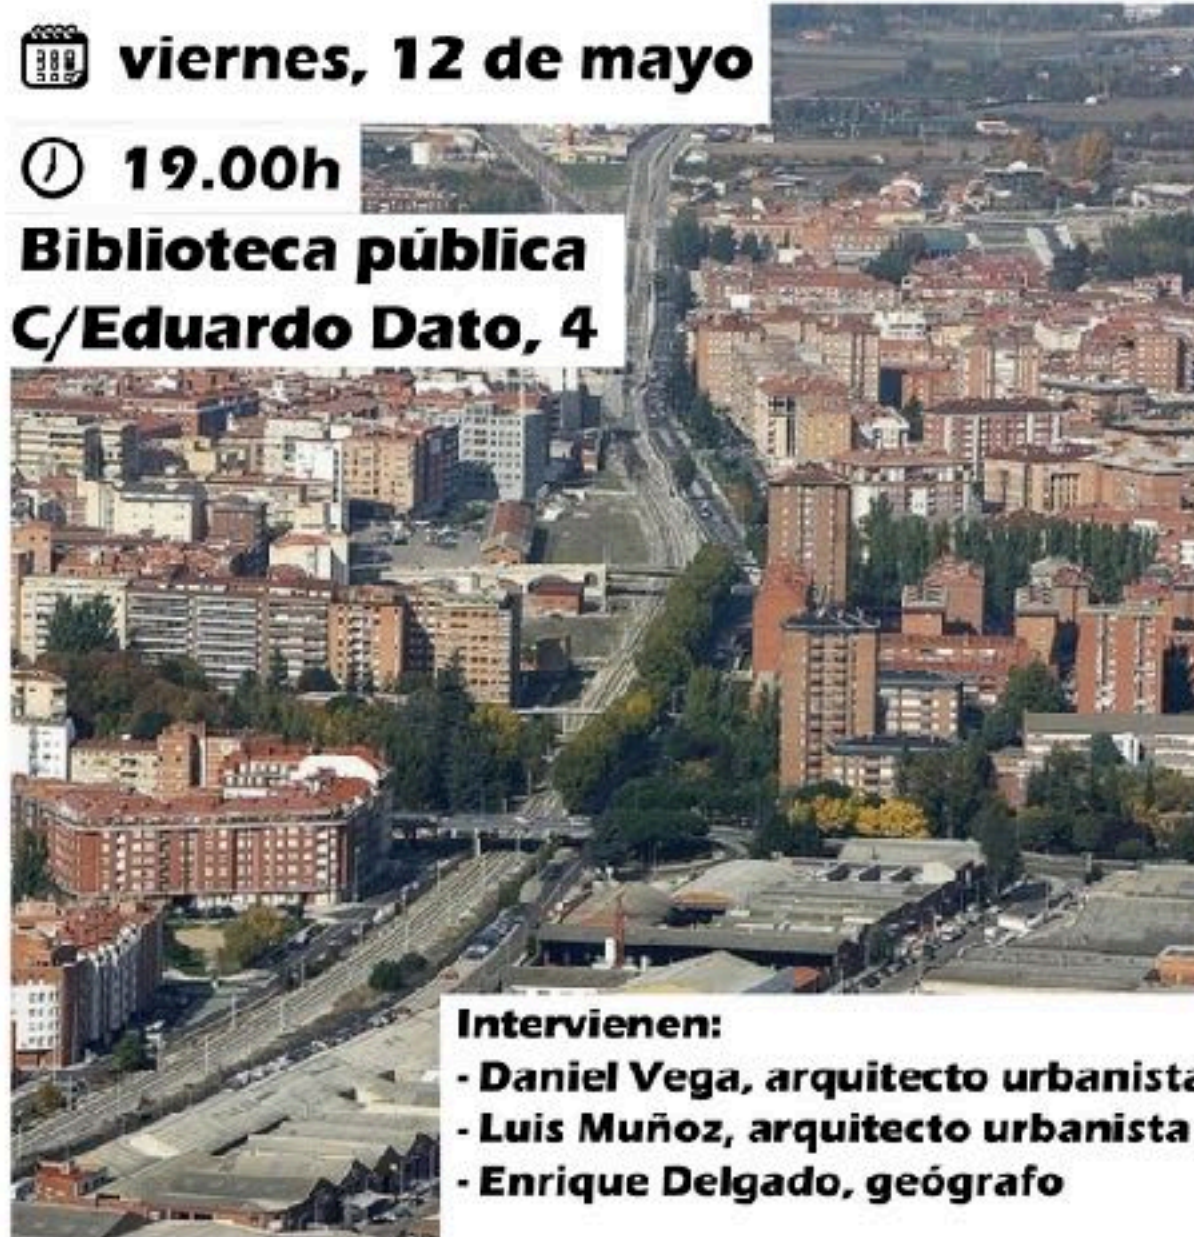 viernes, 12 de mayo
19.00h
Biblioteca pública
C/Eduardo Dato, 4
Intervienen:
- Daniel Vega, arquitecto urbanista
- Luis Muñoz, arquitecto urbanista
- Enrique Delgado, geógrafo